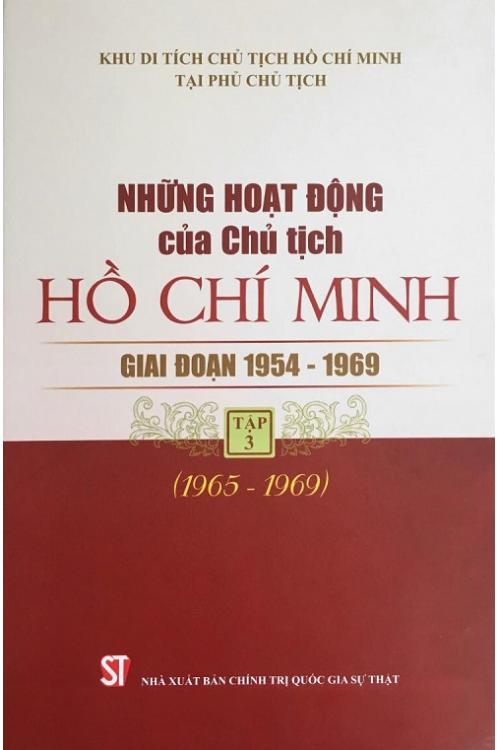 KHU DI TÍCH CHỦ TỊCH HỒ CHÍ MINH
TẠI PHỦ CHỦ TỊCH
NHỮNG HOẠT ĐỘNG
của Chủ tịch
HỒ CHÍ MINH
GIAI ĐOẠN 1954 - 1969
TẬP
3
(1965 - 1969)
ST
NHÀ XUẤT BẢN CHÍNH TRỊ QUỐC GIA SỰ THẬT